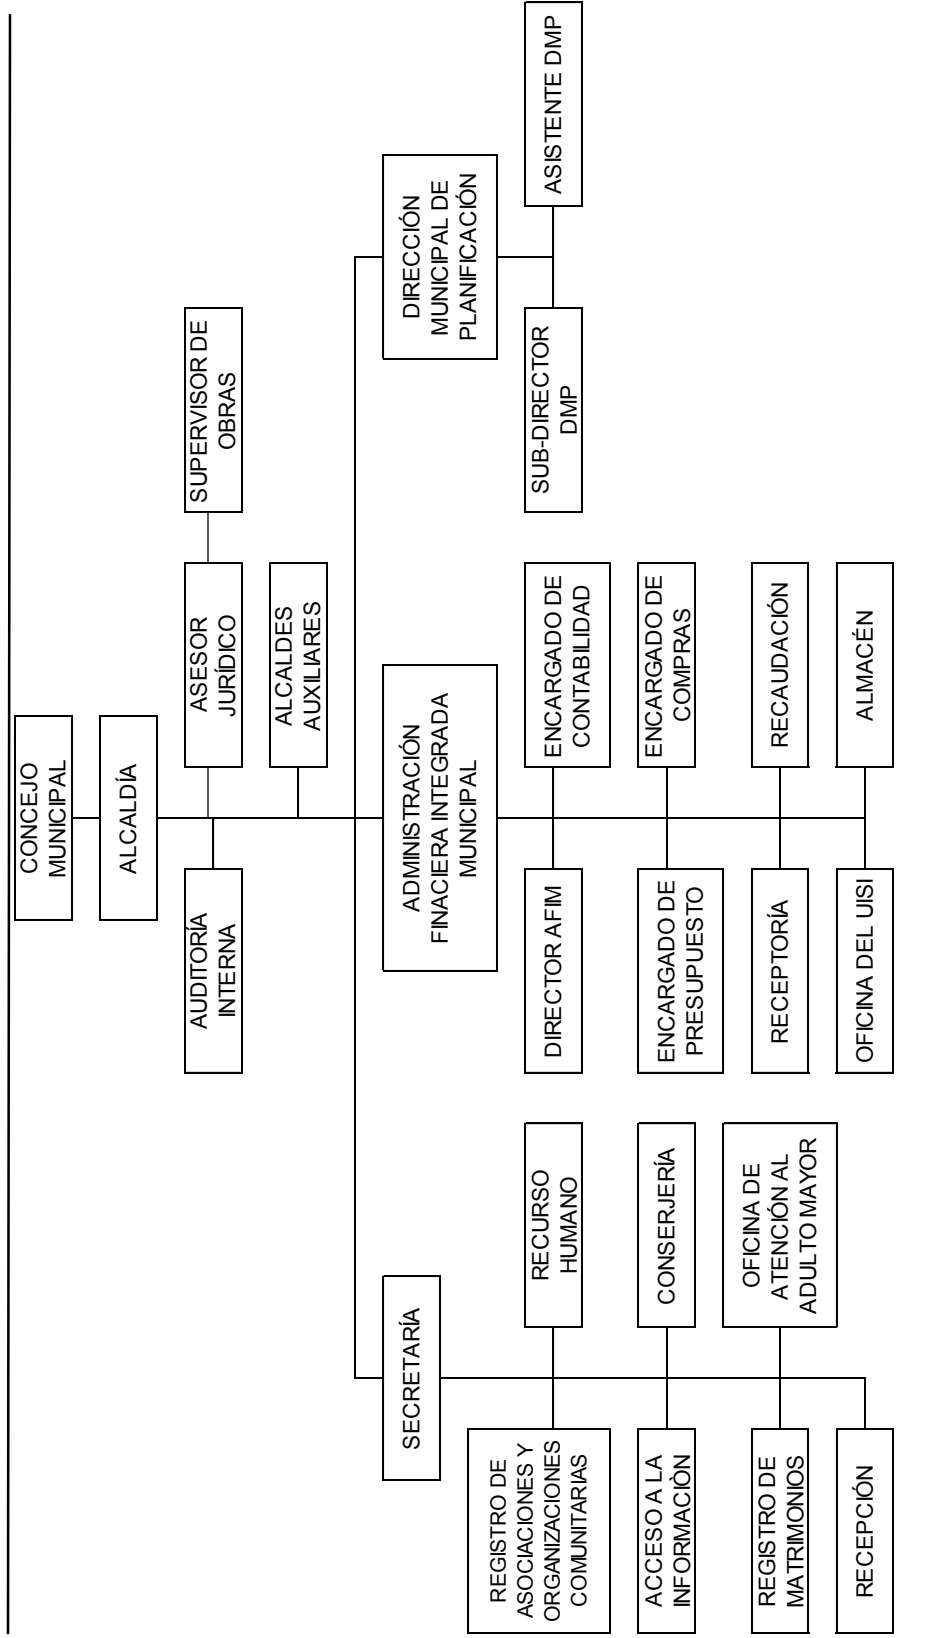 CONCEJO
MUNICIPAL
ALCALDÍA
AUDITORÍA
INTERNA
ASESOR
JURÍDICO
SUPERVISOR DE
OBRAS
ALCALDES
AUXILIARES
SECRETARÍA
ADMINISTRACIÓN
FINACIERA INTEGRADA
MUNICIPAL
DIRECCIÓN
MUNICIPAL DE
PLANIFICACIÓN
REGISTRO DE
ASOCIACIONES Y
ORGANIZACIONES
COMUNITARIAS
RECURSO
HUMANO
ACCESO A LA
INFORMACIÒN
CONSERJERÍA
REGISTRO DE
MATRIMONIOS
OFICINA DE
ATENCIÓN AL
ADULTO MAYOR
RECEPCIÓN
DIRECTOR AFIM
ENCARGADO DE
CONTABILIDAD
ENCARGADO DE
PRESUPUESTO
ENCARGADO DE
COMPRAS
RECEPTORÍA
RECAUDACIÓN
OFICINA DEL UISI
ALMACÉN
SUB-DIRECTOR
DMP
ASISTENTE DMP